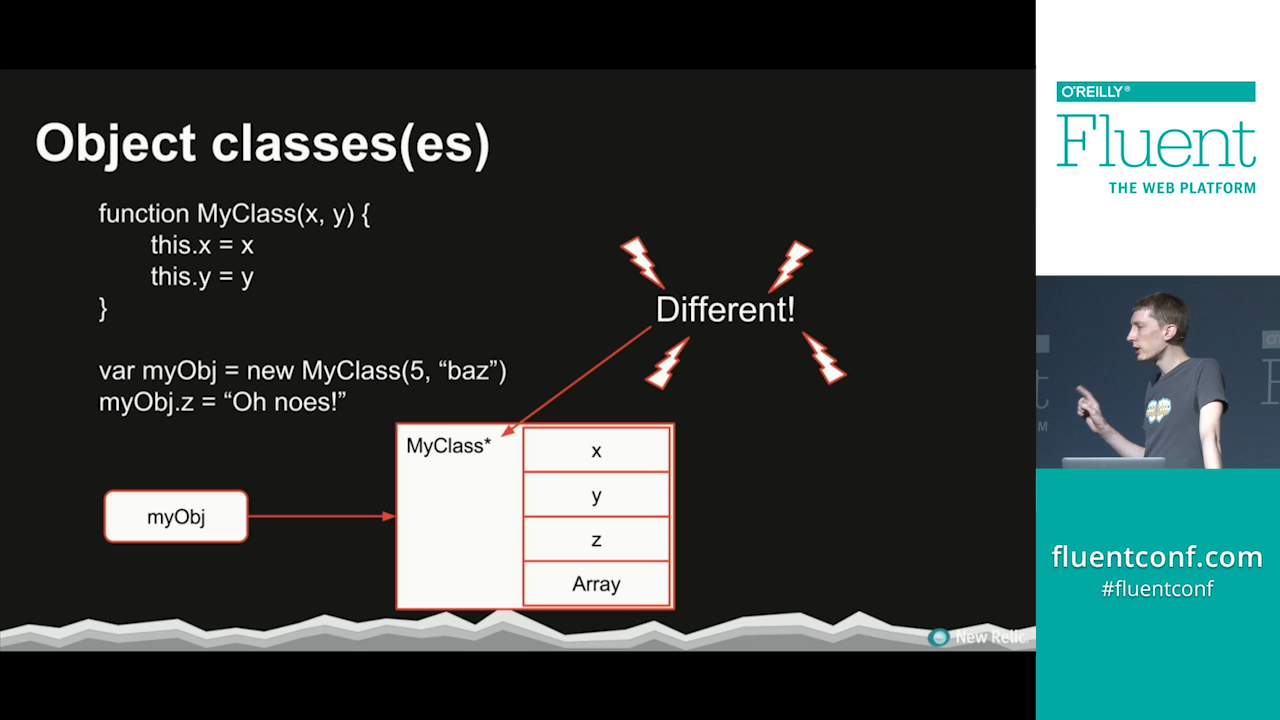 Object classes(es)
function MyClass(x, y) {
this.x = x
this.y = y
}
var myObj = new MyClass(5, “baz”)
myObj.z = “Oh noes!”
Different!
MyClass*
x
y
z
Array
myObj
New Relic
O'REILLY®
Fluent
THE WEB PLATFORM
fluentconf.com
#fluentconf